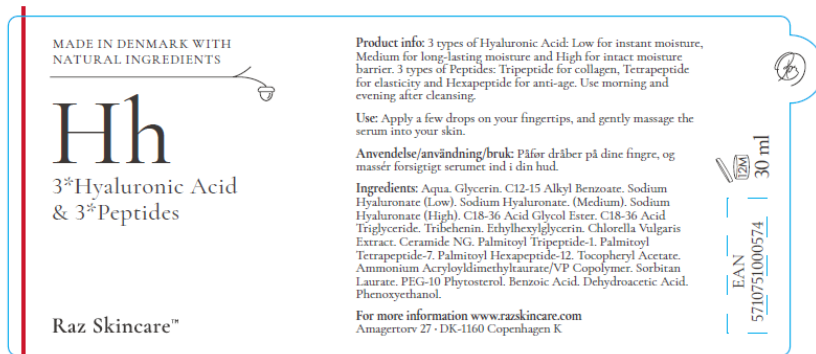 MADE IN DENMARK WITH
NATURAL INGREDIENTS
Hh
3*Hyaluronic Acid
& 3*Peptides
Raz Skincare™
Product info: 3 types of Hyaluronic Acid: Low for instant moisture,
Medium for long-lasting moisture and High for intact moisture
barrier. 3 types of Peptides: Tripeptide for collagen, Tetrapeptide
for elasticity and Hexapeptide for anti-age. Use morning and
evening after cleansing.
Use: Apply a few drops on your fingertips, and gently massage the
serum into your skin.
Anvendelse/användning/bruk: Påfør dråber på dine fingre, og
massér forsigtigt serumet ind i din hud.
Ingredients: Aqua. Glycerin. C12-15 Alkyl Benzoate. Sodium
Hyaluronate (Low). Sodium Hyaluronate. (Medium). Sodium
Hyaluronate (High). C18-36 Acid Glycol Ester. C18-36 Acid
Triglyceride. Tribehenin. Ethylhexylglycerin. Chlorella Vulgaris
Extract. Ceramide NG. Palmitoyl Tripeptide-1. Palmitoyl
Tetrapeptide-7. Palmitoyl Hexapeptide-12. Tocopheryl Acetate.
Ammonium Acryloyldimethyltaurate/VP Copolymer. Sorbitan
Laurate. PEG-10 Phytosterol. Benzoic Acid. Dehydroacetic Acid.
Phenoxyethanol.
For more information www.razskincare.com
Amagertorv 27 · DK-1160 Copenhagen K
12M
30 ml
EAN
5710751000574